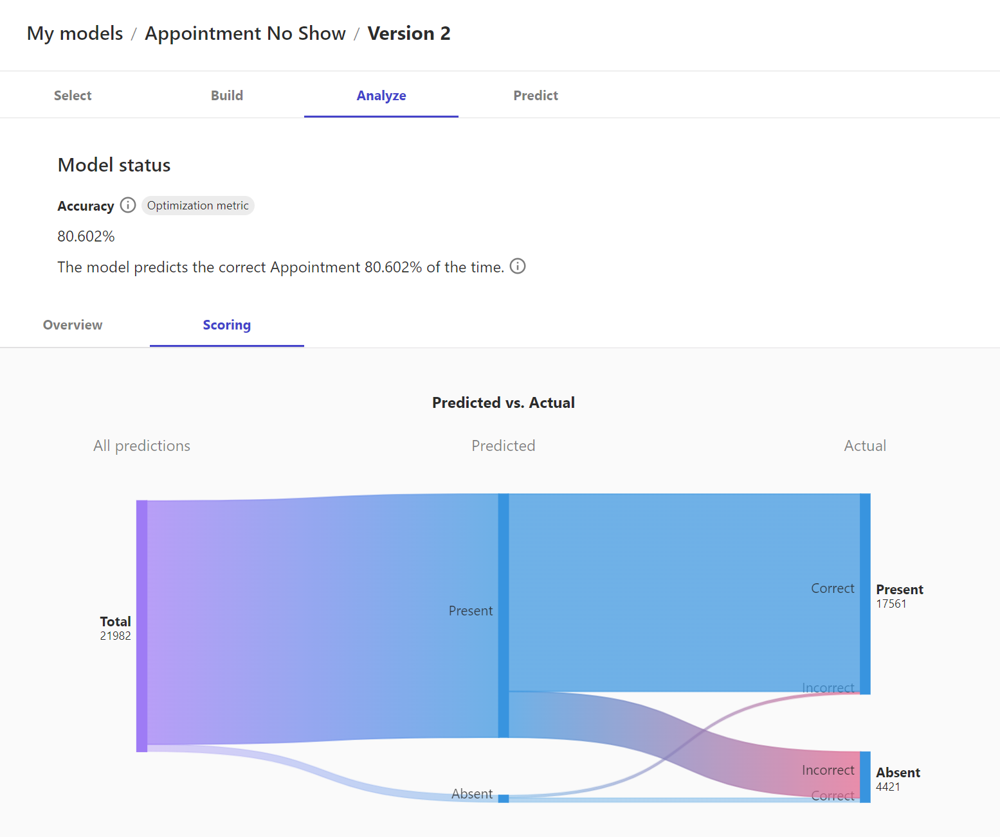 My models / Appointment No Show / Version 2
Select Build Analyze Predict
Model status
Accuracy Optimization metric
80.602%
The model predicts the correct Appointment 80.602% of the time.
Overview Scoring
Predicted vs. Actual
All predictions Predicted Actual
Correct
Present
17561
Present
Total
21982
Incorrect
Incorrect
Absent
4421
Absent
Correct